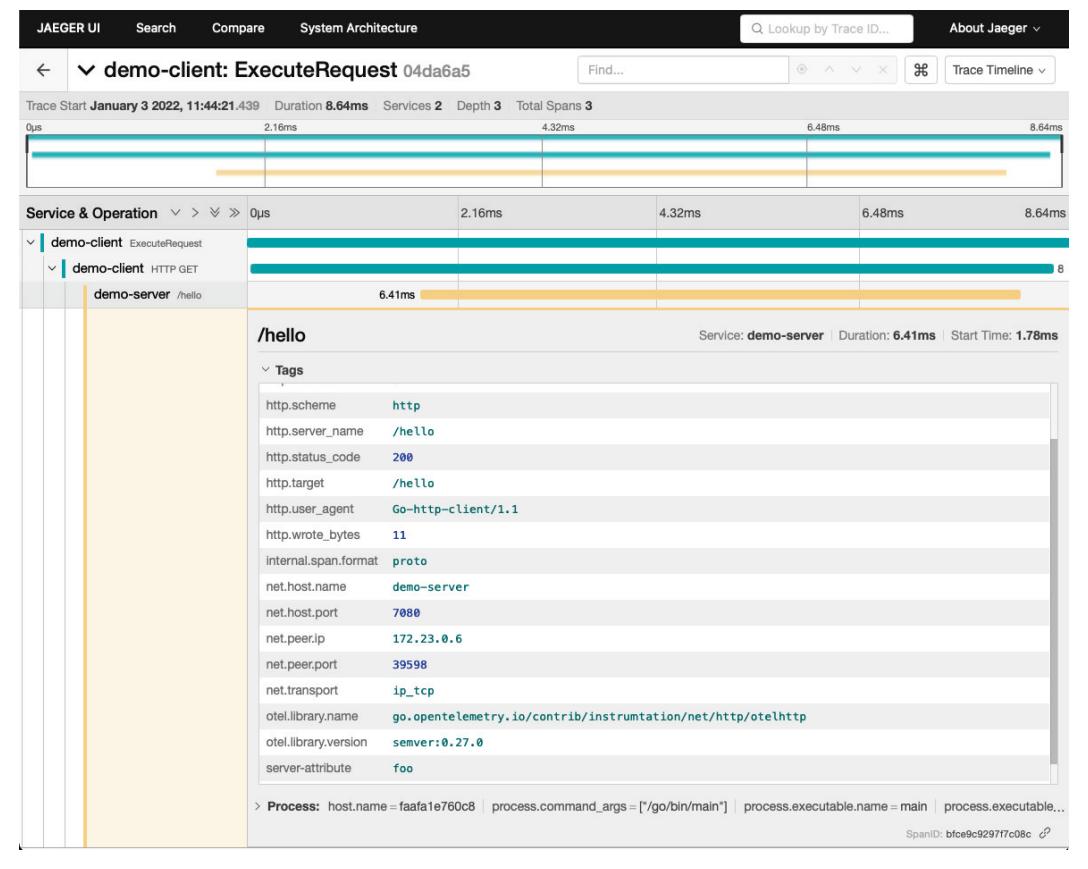 JAEGER UI Search Compare System Architecture Lookup by Trace ID... About Jaeger
demo-client: ExecuteRequest 04da6a5 Find... ⌘ Trace Timeline
Trace Start January 3 2022, 11:44:21.439 Duration 8.64ms Services 2 Depth 3 Total Spans 3
0μs 2.16ms 4.32ms 6.48ms 8.64ms
Service & Operation 0μs 2.16ms 4.32ms 6.48ms 8.64ms
demo-client ExecuteRequest
demo-client HTTP GET 8
demo-server /hello 6.41ms
/hello Service: demo-server Duration: 6.41ms Start Time: 1.78ms
Tags
http.scheme http
http.server_name /hello
http.status_code 200
http.target /hello
http.user_agent Go-http-client/1.1
http.wrote_bytes 11
internal.span.format proto
net.host.name demo-server
net.host.port 7080
net.peer.ip 172.23.0.6
net.peer.port 39598
net.transport ip_tcp
otel.library.name go.opentelemetry.io/contrib/instrumtation/net/http/otelhttp
otel.library.version semver:0.27.0
server-attribute foo
Process: host.name = faafa1e760c8 process.command_args = ["/go/bin/main"] process.executable.name = main process.executable...
SpanID: bfce9c9297f7c08c